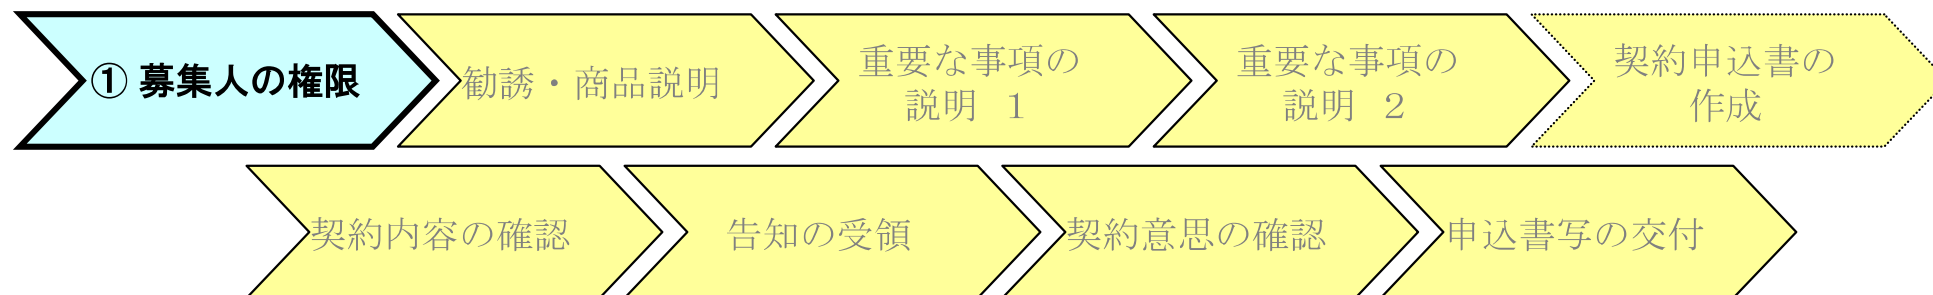 ① 募集人の権限
勧誘・商品説明
重要な事項の
説明 １
重要な事項の
説明 ２
契約申込書の
作成
契約内容の確認
告知の受領
契約意思の確認
申込書写の交付